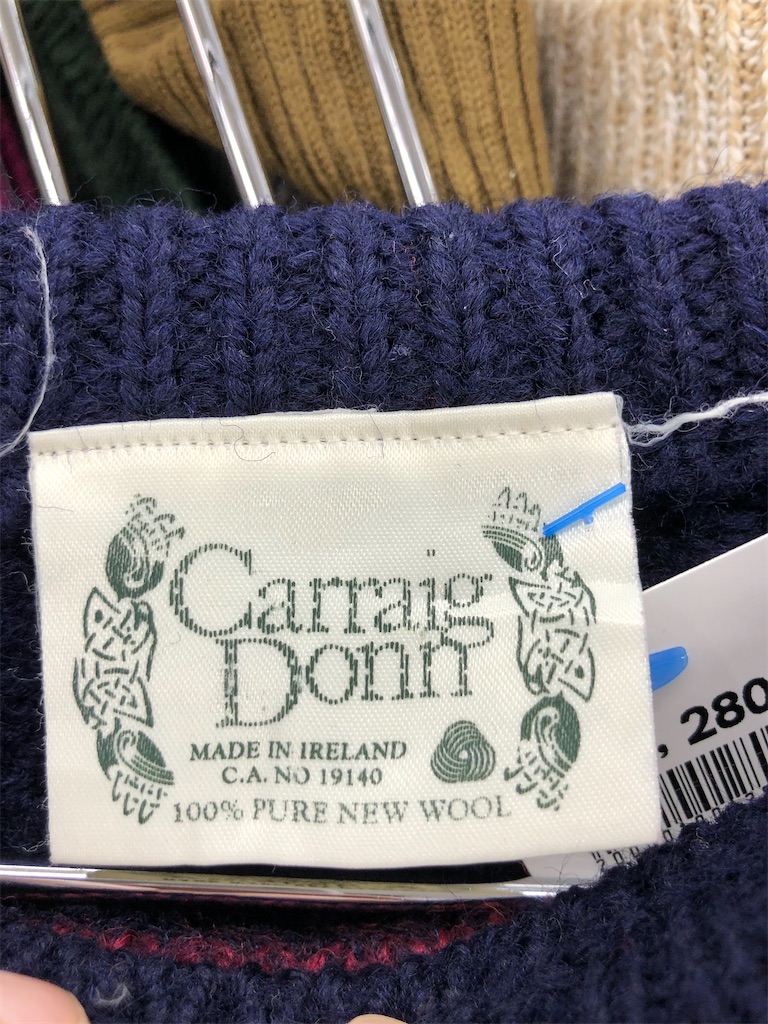 Carraig
Donn
MADE IN IRELAND
C.A. NO 19140
100% PURE NEW WOOL
, 280